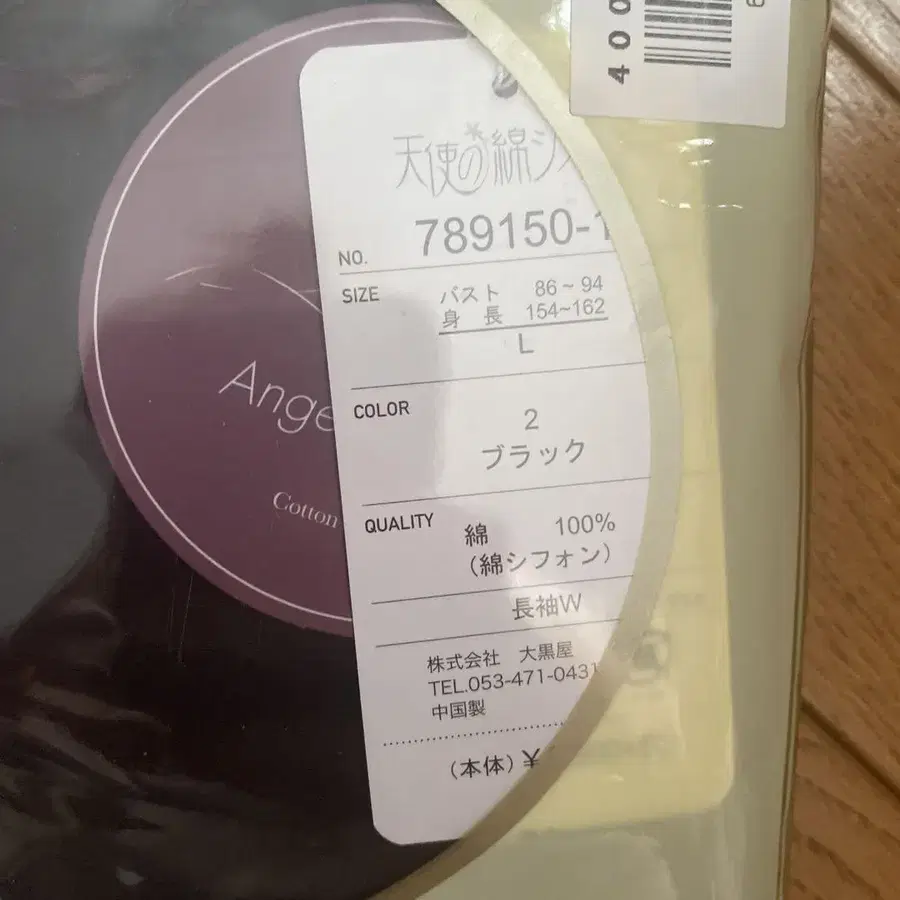 400
天使の綿シフ
NO. 789150-1
SIZE バスト 86~94
身長 154~162
L
COLOR 2
ブラック
QUALITY 綿 100%
(綿シフォン)
長袖W
株式会社 大黒屋
TEL.053-471-0431
中国製
(本体) ¥
Ange
Cotton